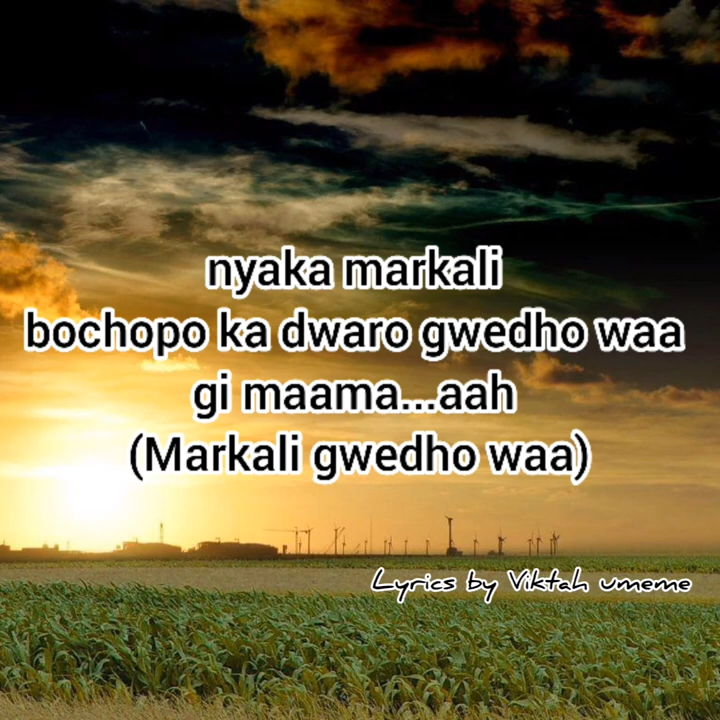 nyaka markali
bochopo ka dwaro gwedho waa
gi maama...aah
(Markali gwedho waa)
Lyrics by Viktah umeme